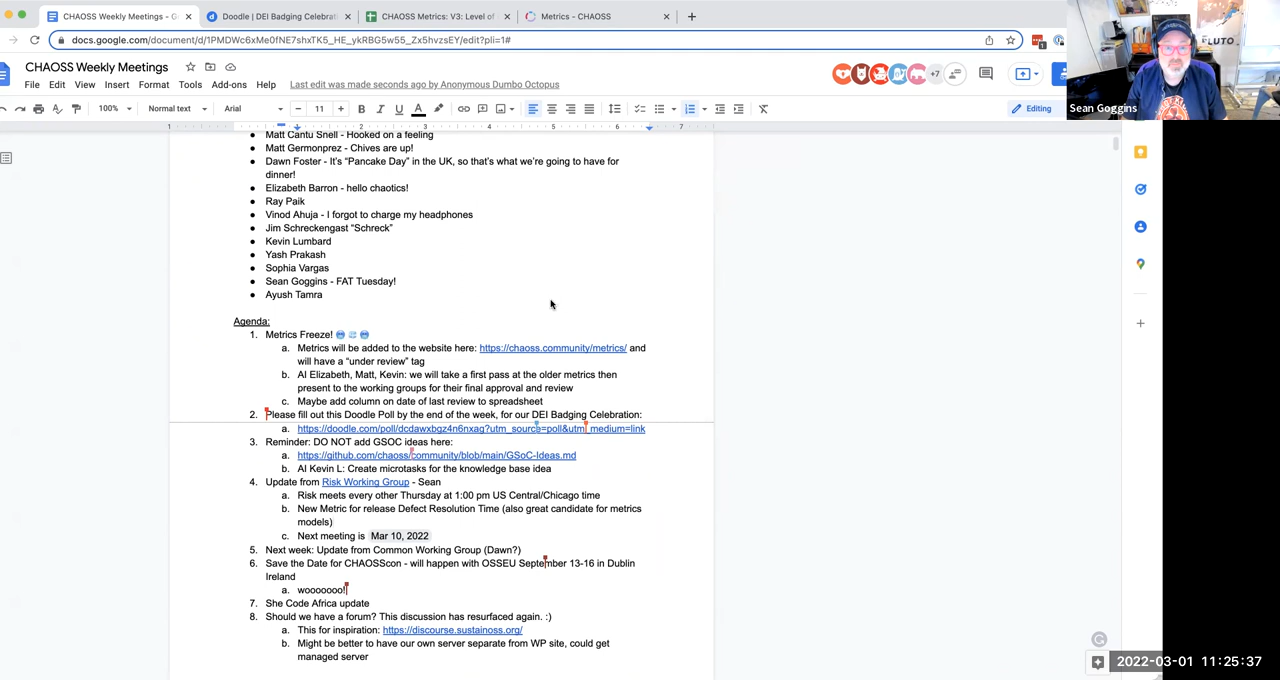 CHAOSS Weekly Meetings - G
Doodle | DEI Badging Celebrat
CHAOSS Metrics: V3: Level of
Metrics - CHAOSS
docs.google.com/document/d/1PMDWc6xMe0fNE7shxTK5_HE_ykRBG5w55_Zx5hvzsEY/edit?pli=1#
CHAOSS Weekly Meetings
File Edit View Insert Format Tools Add-ons Help Last edit was made seconds ago by Anonymous Dumbo Octopus
+7
100% Normal text Arial 11 Editing
PLUTO
Sean Goggins
1 1 2 3 4 5 6 7
• Matt Cantu Snell - Hooked on a feeling
• Matt Germonprez - Chives are up!
• Dawn Foster - It's “Pancake Day” in the UK, so that's what we're going to have for
dinner!
• Elizabeth Barron - hello chaotics!
• Ray Paik
• Vinod Ahuja - I forgot to charge my headphones
• Jim Schreckengast “Schreck”
• Kevin Lumbard
• Yash Prakash
• Sophia Vargas
• Sean Goggins - FAT Tuesday!
• Ayush Tamra
Agenda:
1. Metrics Freeze! 🥶 🧊 🥶
a. Metrics will be added to the website here: https://chaoss.community/metrics/ and
will have a “under review” tag
b. AI Elizabeth, Matt, Kevin: we will take a first pass at the older metrics then
present to the working groups for their final approval and review
c. Maybe add column on date of last review to spreadsheet
2. Please fill out this Doodle Poll by the end of the week, for our DEI Badging Celebration:
a. https://doodle.com/poll/dcdawxbgz4n6nxag?utm_source=poll&utm_medium=link
3. Reminder: DO NOT add GSOC ideas here:
a. https://github.com/chaoss/community/blob/main/GSoC-Ideas.md
b. AI Kevin L: Create microtasks for the knowledge base idea
4. Update from Risk Working Group - Sean
a. Risk meets every other Thursday at 1:00 pm US Central/Chicago time
b. New Metric for release Defect Resolution Time (also great candidate for metrics
models)
c. Next meeting is Mar 10, 2022
5. Next week: Update from Common Working Group (Dawn?)
6. Save the Date for CHAOSScon - will happen with OSSEU September 13-16 in Dublin
Ireland
a. wooooooo!
7. She Code Africa update
8. Should we have a forum? This discussion has resurfaced again. :)
a. This for inspiration: https://discourse.sustainoss.org/
b. Might be better to have our own server separate from WP site, could get
managed server
2022-03-01 11:25:37